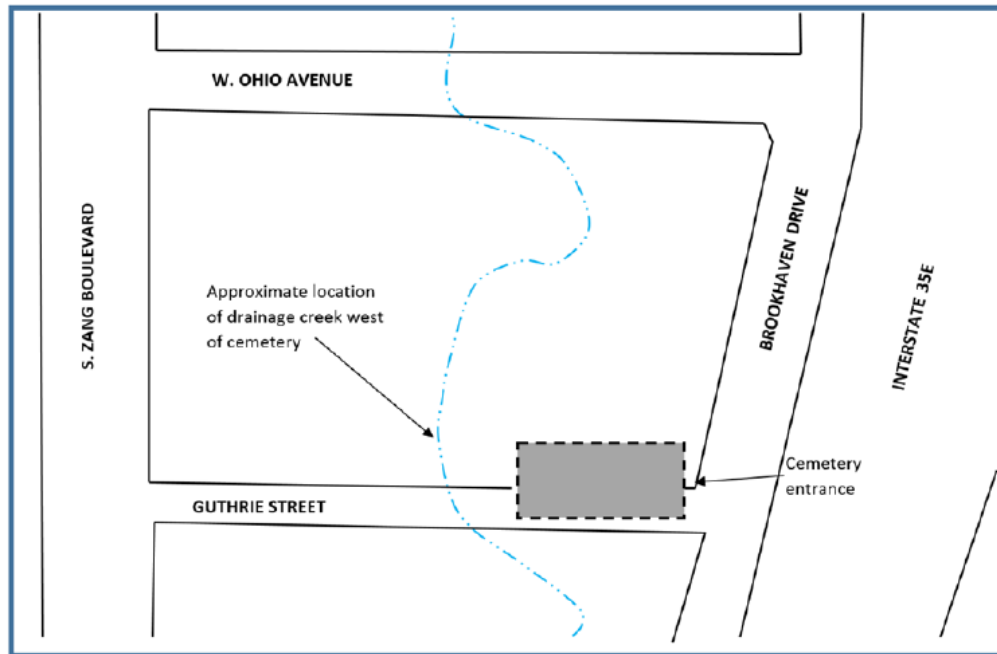 W. OHIO AVENUE
S. ZANG BOULEVARD
BROOKHAVEN DRIVE
INTERSTATE 35E
Approximate location
of drainage creek west
of cemetery
Cemetery
entrance
GUTHRIE STREET